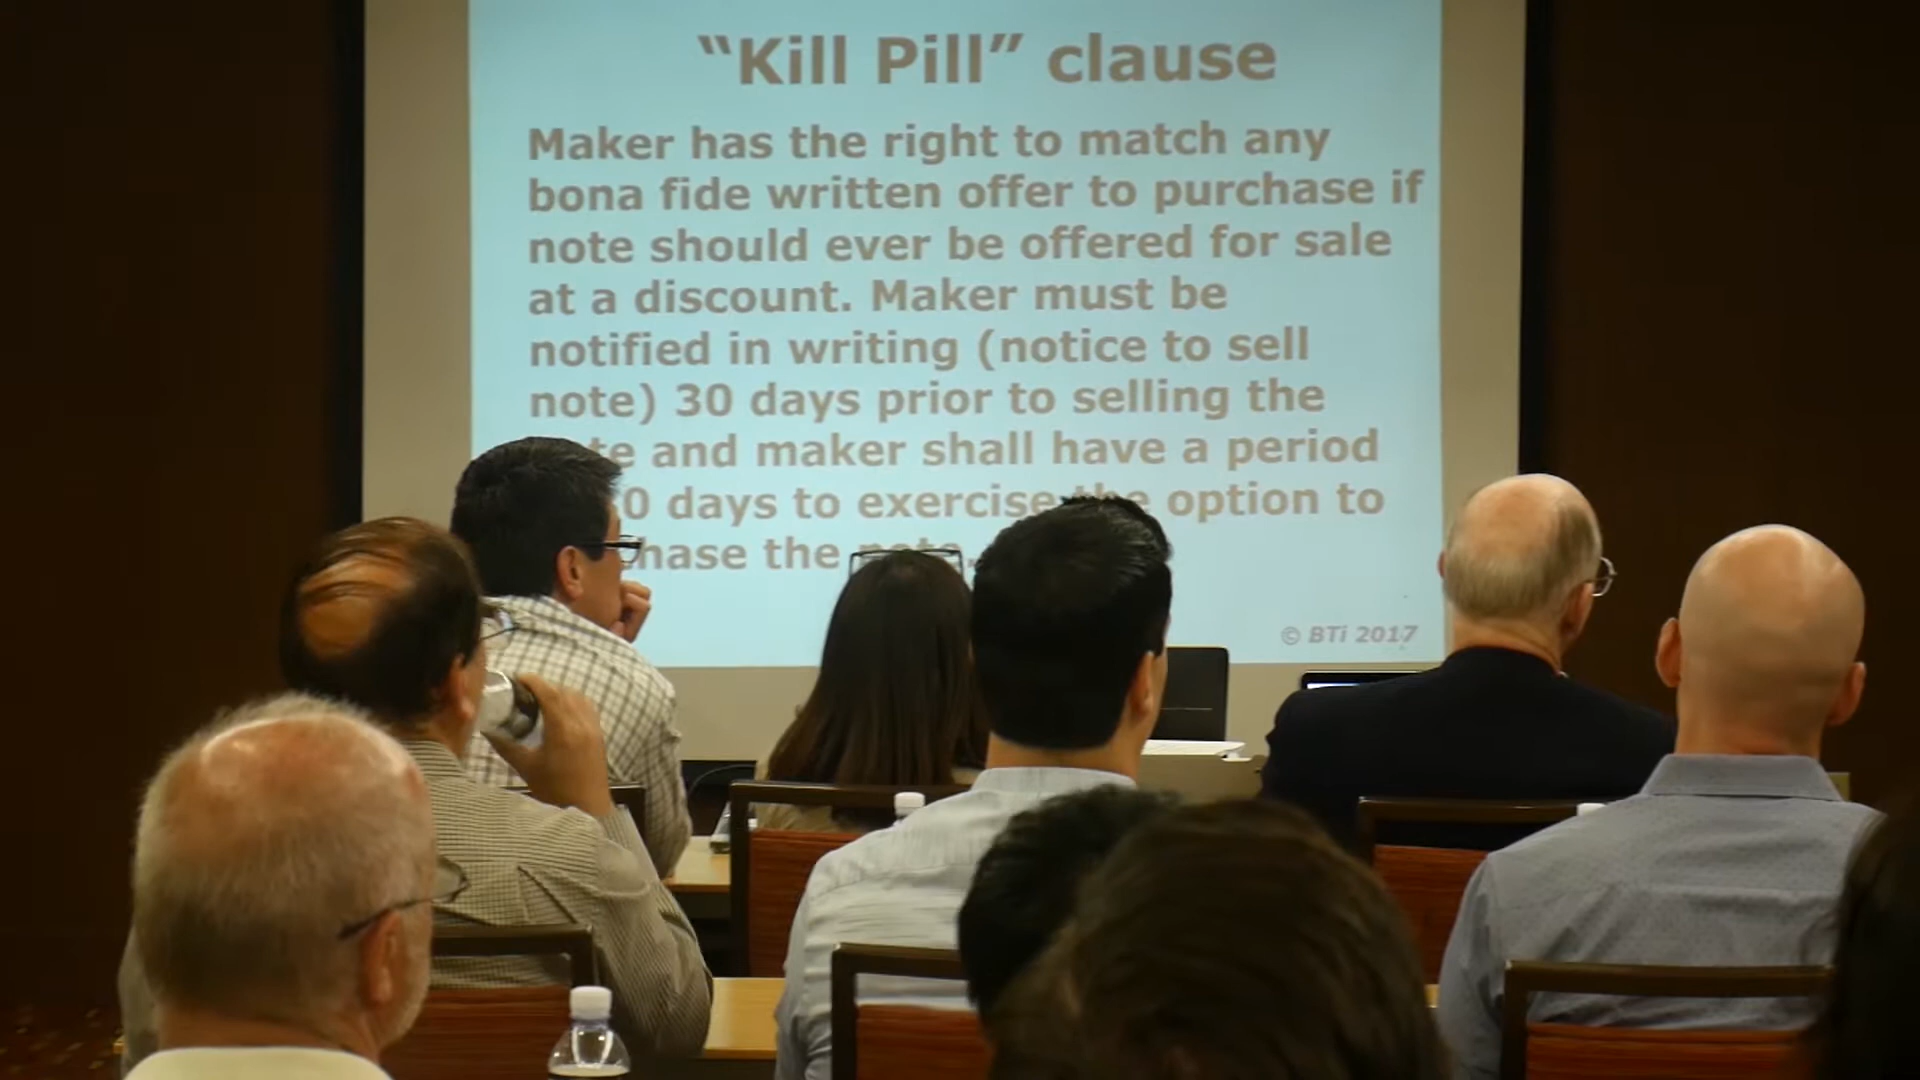 “Kill Pill” clause
Maker has the right to match any
bona fide written offer to purchase if
note should ever be offered for sale
at a discount. Maker must be
notified in writing (notice to sell
note) 30 days prior to selling the
and maker shall have a period
days to exercise the option to
the note.
© BTi 2017